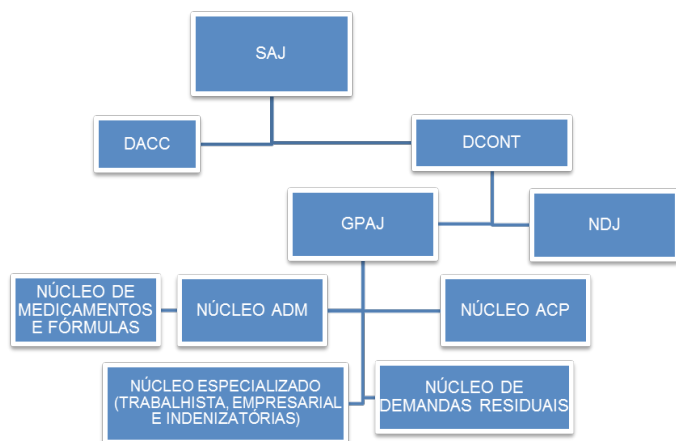 SAJ
DACC
DCONT
GPAJ
NDJ
NÚCLEO DE
MEDICAMENTOS
E FÓRMULAS
NÚCLEO ADM
NÚCLEO ACP
NÚCLEO ESPECIALIZADO
(TRABALHISTA, EMPRESARIAL
E INDENIZATÓRIAS)
NÚCLEO DE
DEMANDAS RESIDUAIS